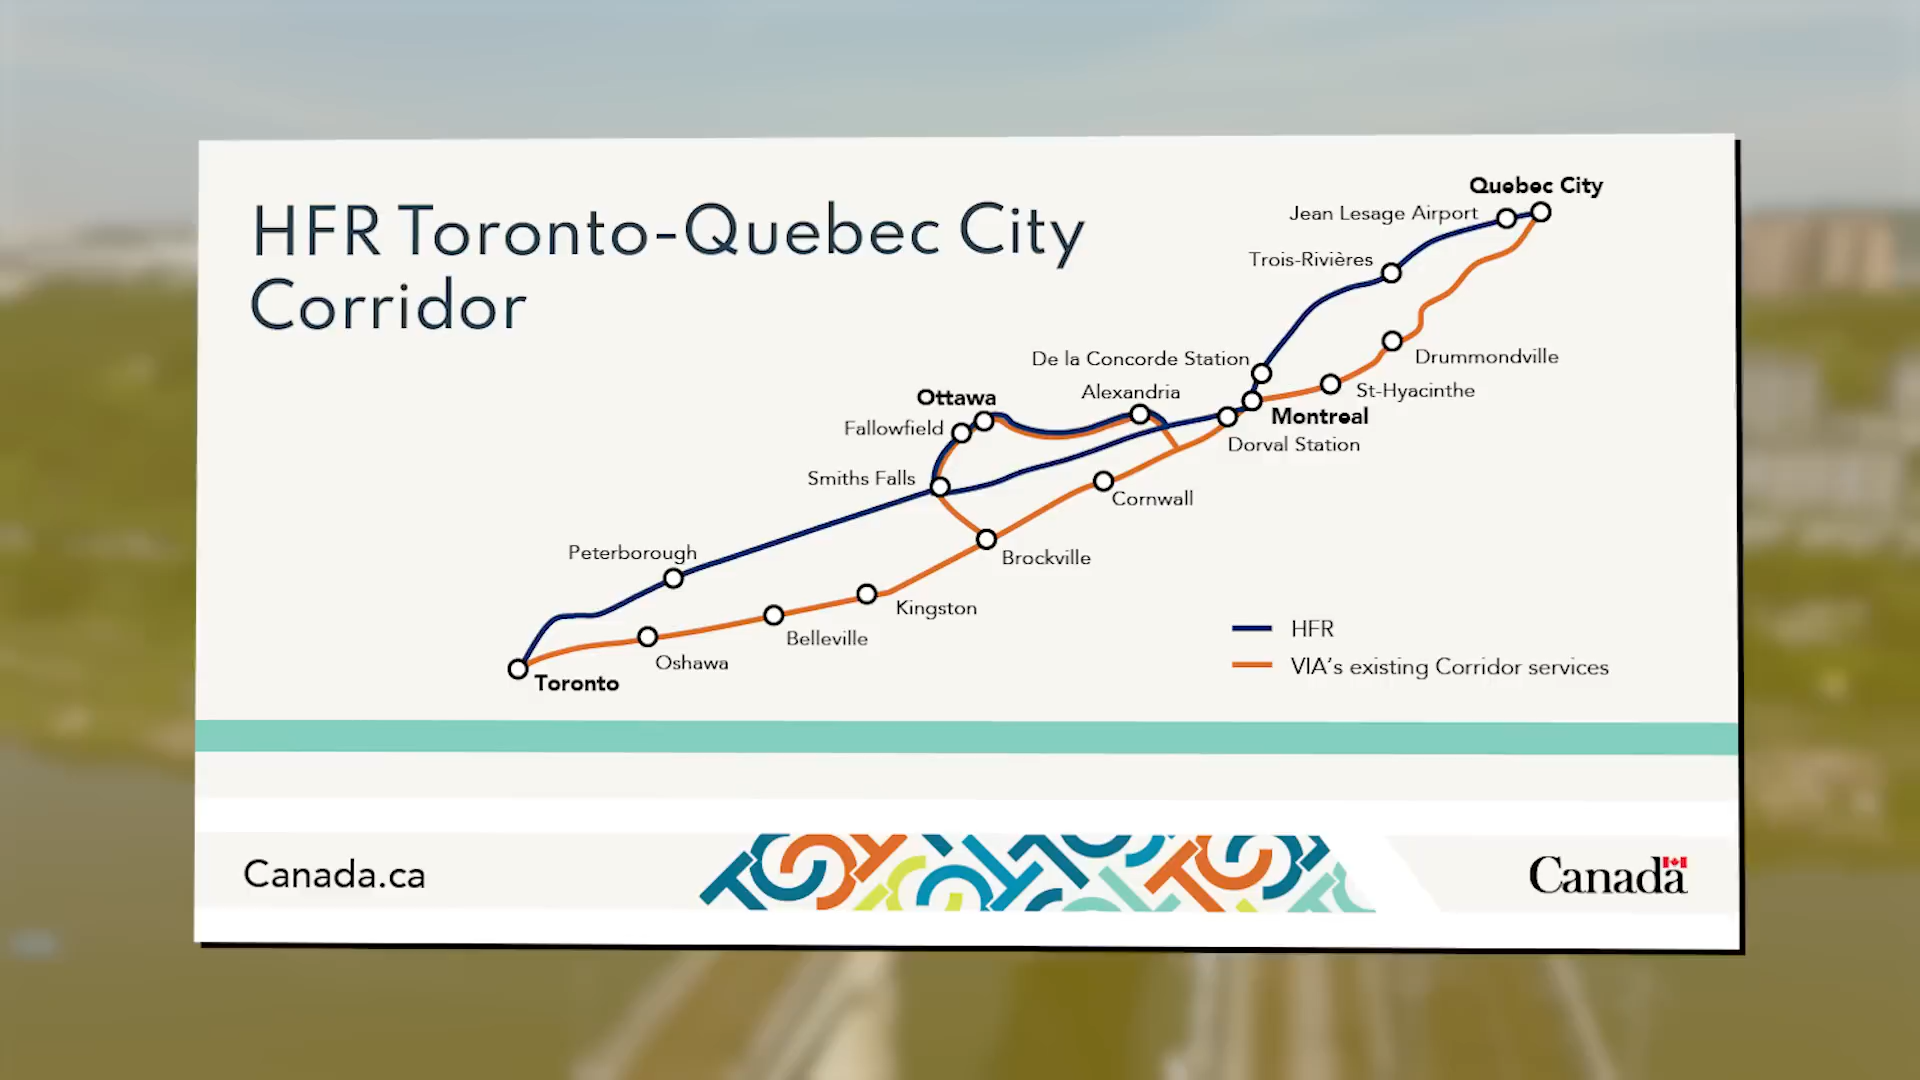 HFR Toronto-Quebec City
Corridor
Quebec City
Jean Lesage Airport
Trois-Rivières
De la Concorde Station
Drummondville
Alexandria
St-Hyacinthe
Ottawa
Montreal
Fallowfield
Dorval Station
Smiths Falls
Cornwall
Peterborough
Brockville
Kingston
HFR
Belleville
Oshawa
VIA's existing Corridor services
Toronto
Canada.ca
Canada